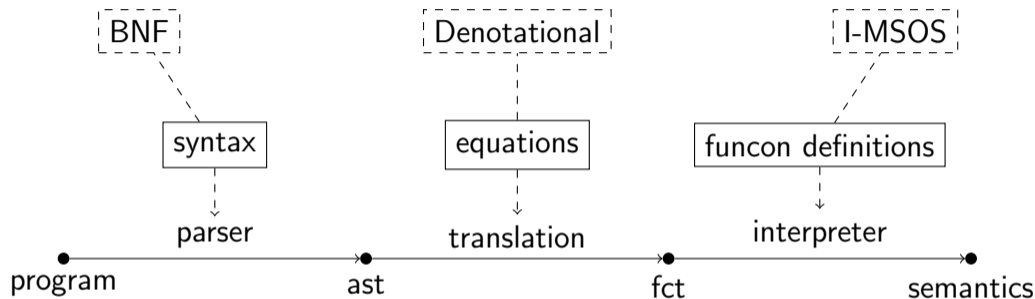 BNF
Denotational
I-MSOS
syntax
equations
funcon definitions
parser
translation
interpreter
program
ast
fct
semantics